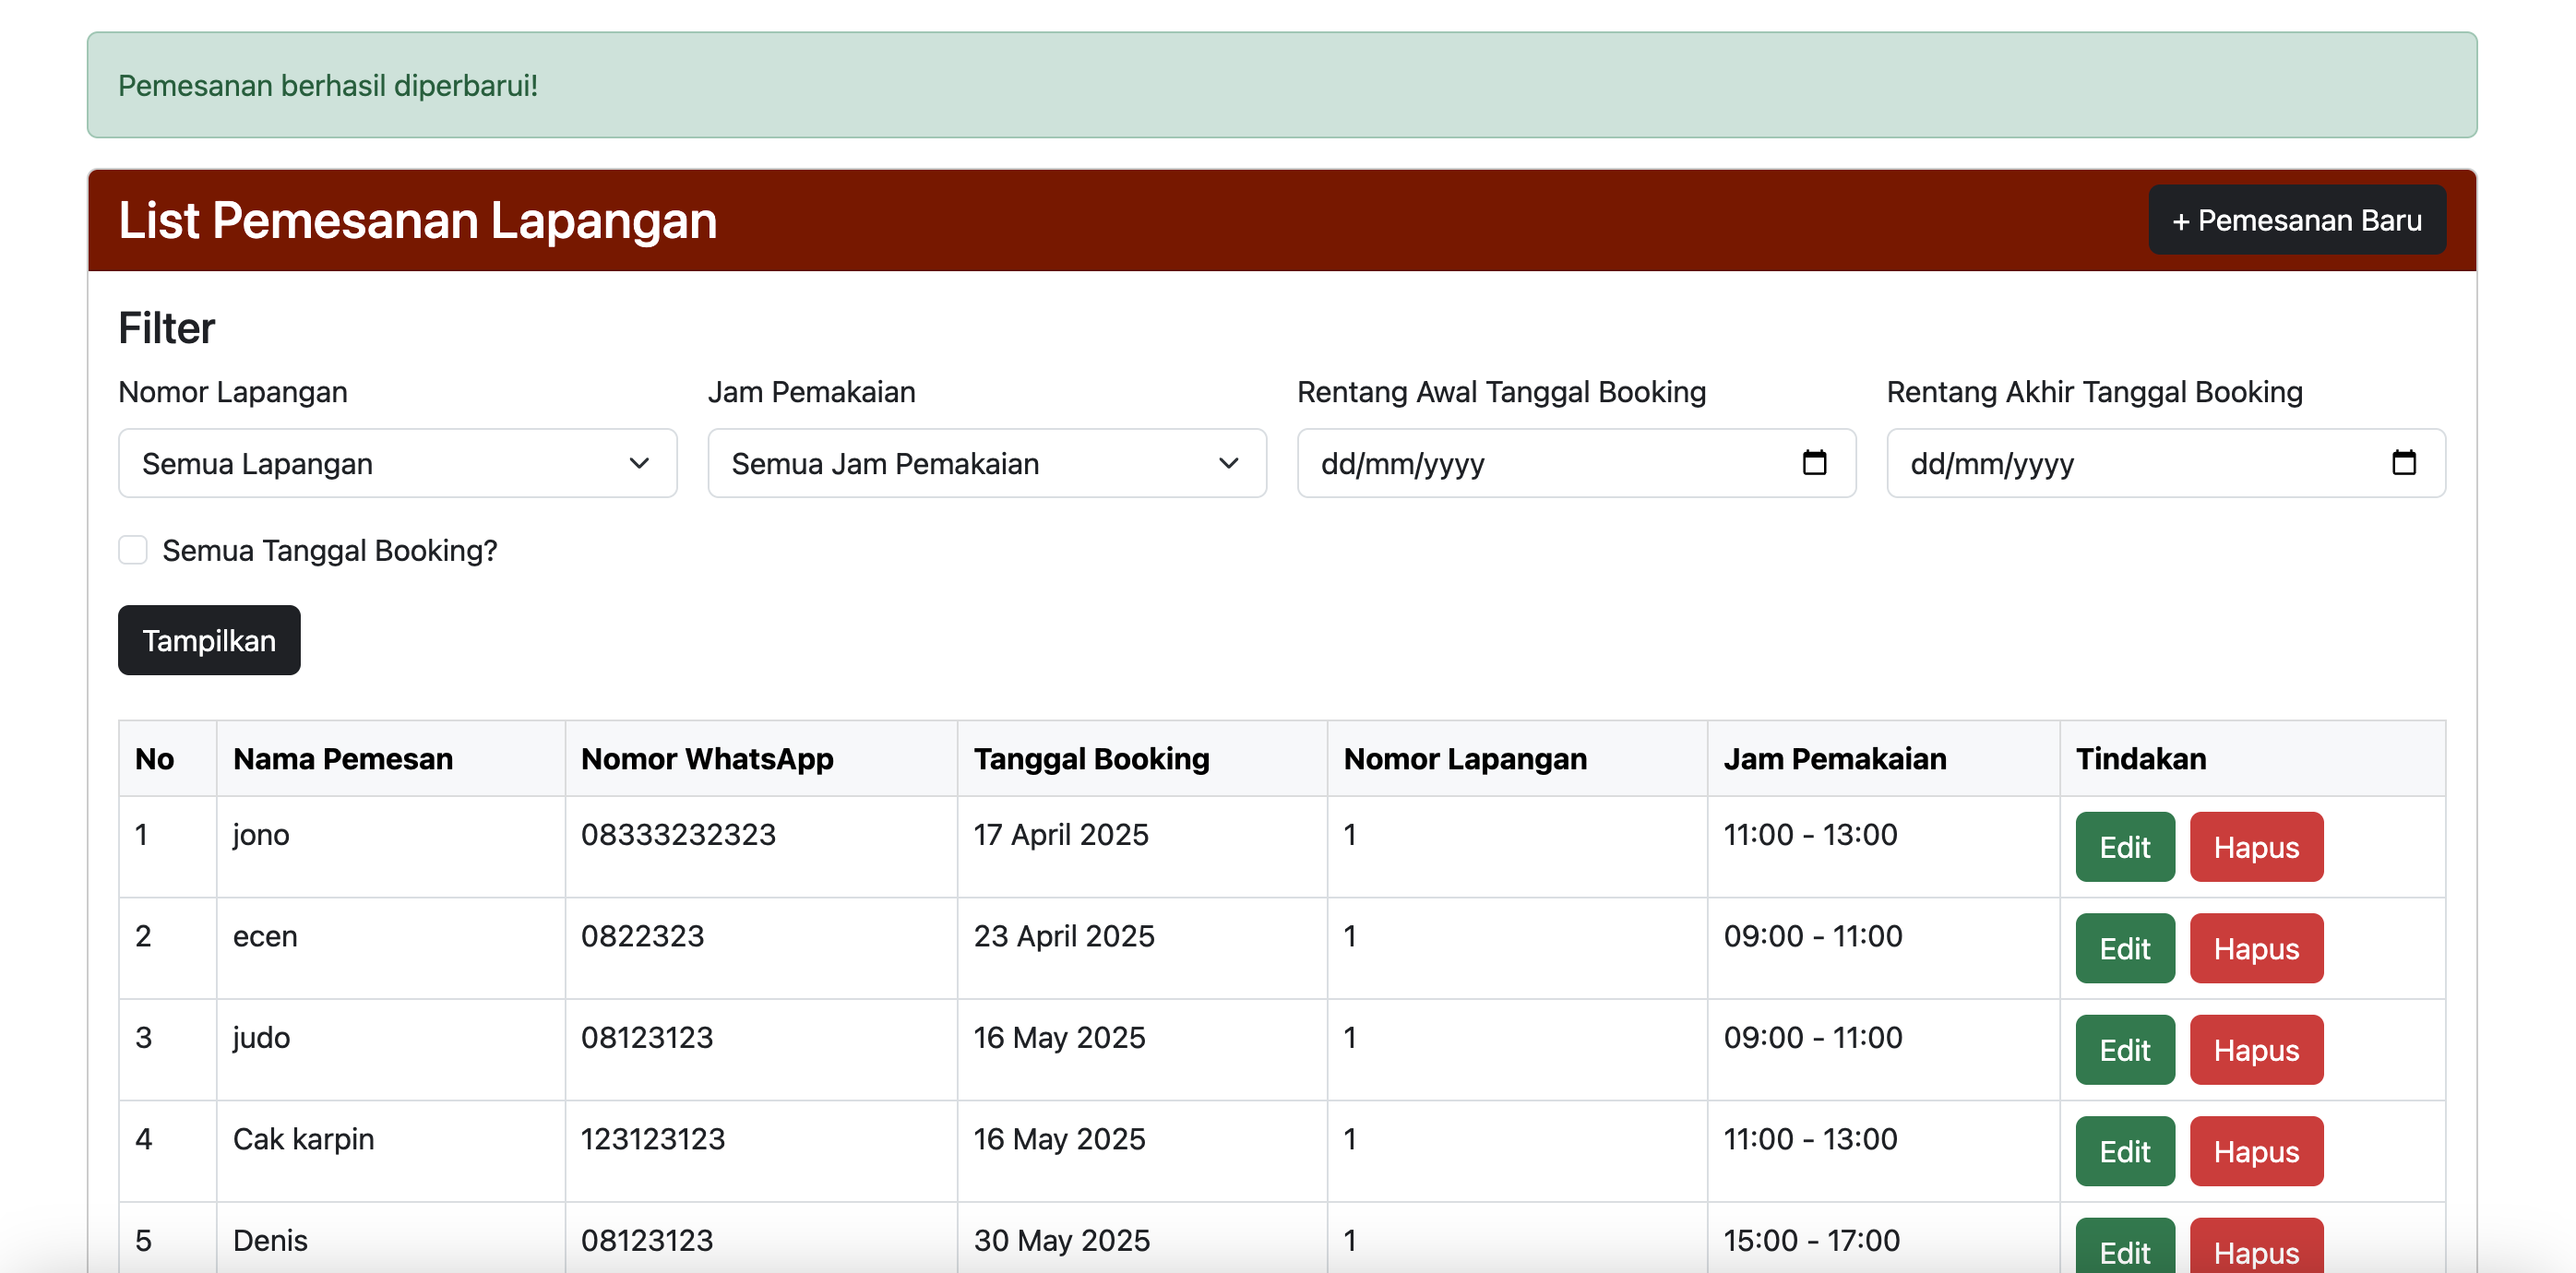 Pemesanan berhasil diperbarui!
List Pemesanan Lapangan
+ Pemesanan Baru
Filter
Nomor Lapangan Jam Pemakaian Rentang Awal Tanggal Booking Rentang Akhir Tanggal Booking
Semua Lapangan Semua Jam Pemakaian dd/mm/yyyy dd/mm/yyyy
Semua Tanggal Booking?
Tampilkan
No Nama Pemesan Nomor WhatsApp Tanggal Booking Nomor Lapangan Jam Pemakaian Tindakan
1 jono 08333232323 17 April 2025 1 11:00 - 13:00 Edit Hapus
2 ecen 0822323 23 April 2025 1 09:00 - 11:00 Edit Hapus
3 judo 08123123 16 May 2025 1 09:00 - 11:00 Edit Hapus
4 Cak karpin 123123123 16 May 2025 1 11:00 - 13:00 Edit Hapus
5 Denis 08123123 30 May 2025 1 15:00 - 17:00 Edit Hapus